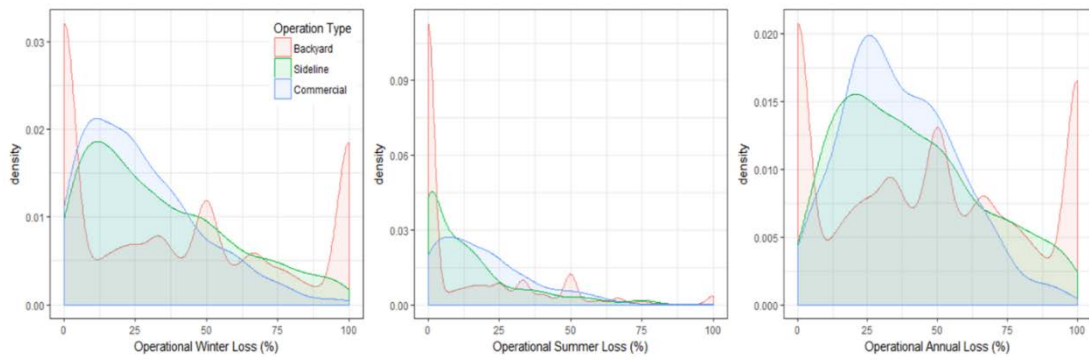 Operation Type
Backyard
Sideline
Commercial
density
0.03
0.02
0.01
0.00
0 25 50 75 100
Operational Winter Loss (%)
density
0.09
0.06
0.03
0.00
0 25 50 75 100
Operational Summer Loss (%)
density
0.020
0.015
0.010
0.005
0.000
0 25 50 75 100
Operational Annual Loss (%)